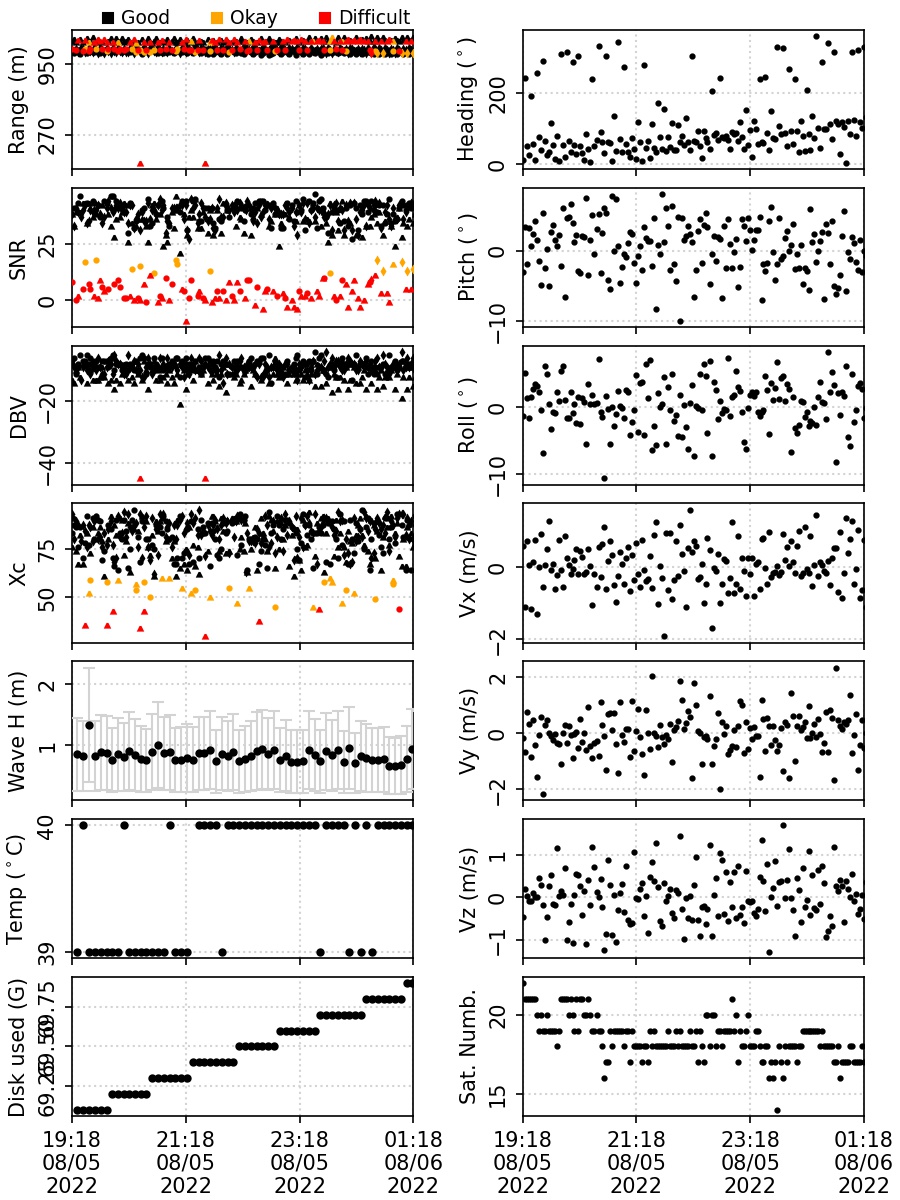 Good Okay Difficult
Range (m)
950
270
Heading (°)
200
0
SNR
25
0
Pitch (°)
0
−10
DBV
−20
−40
Roll (°)
0
−10
Xc
75
50
Vx (m/s)
0
−2
Wave H (m)
2
1
Vy (m/s)
2
0
−2
Temp (°C)
40
39
Vz (m/s)
1
0
−1
Disk used (G)
Sat. Numb.
20
15
19:18 21:18 23:18 01:18 19:18 21:18 23:18 01:18
08/05 08/05 08/05 08/06 08/05 08/05 08/05 08/06
2022 2022 2022 2022 2022 2022 2022 2022